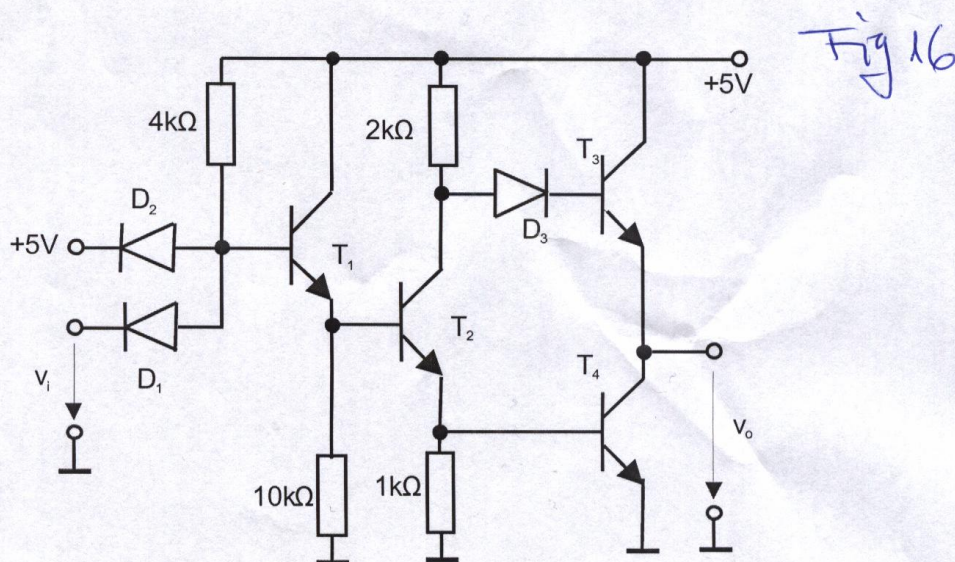 Fig 16
+5V
4kΩ
2kΩ
T₃
D₂
D₃
+5V
T₁
T₂
D₁
T₄
vᵢ
vₒ
10kΩ
1kΩ